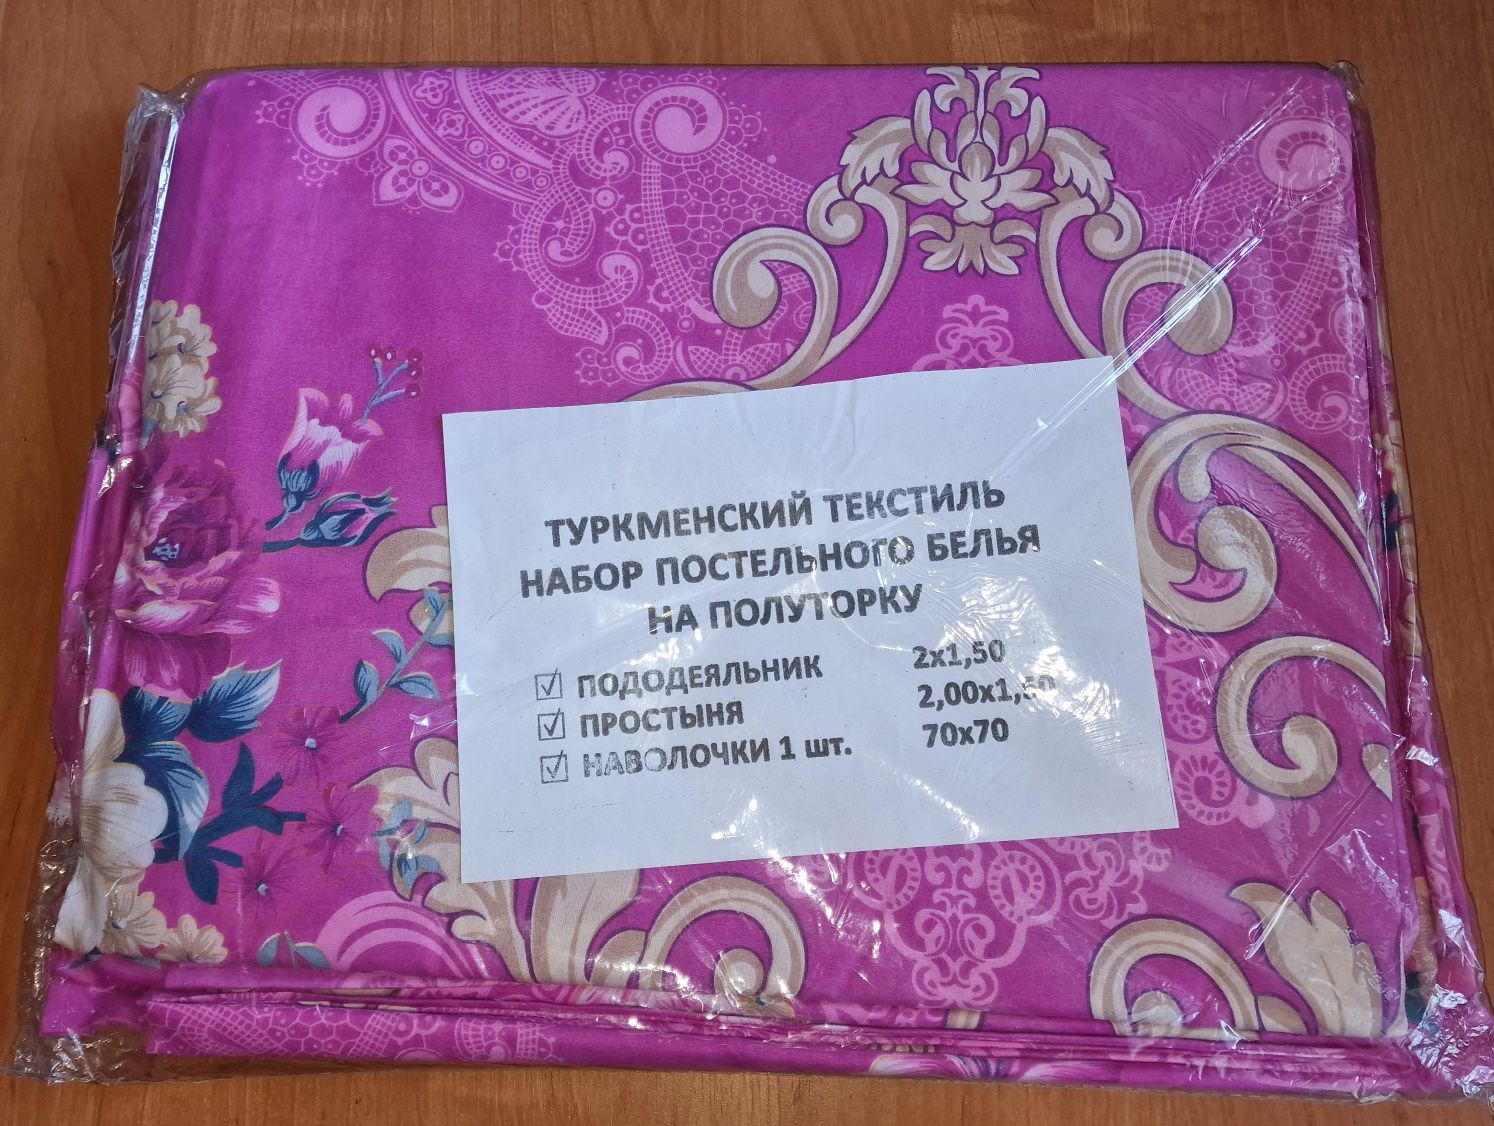 ТУРКМЕНСКИЙ ТЕКСТИЛЬ
НАБОР ПОСТЕЛЬНОГО БЕЛЬЯ
НА ПОЛУТОРКУ
☑ ПОДОДЕЯЛЬНИК 2х1,50
☑ ПРОСТЫНЯ 2,00х1,50
☑ НАВОЛОЧКИ 1 шт. 70х70